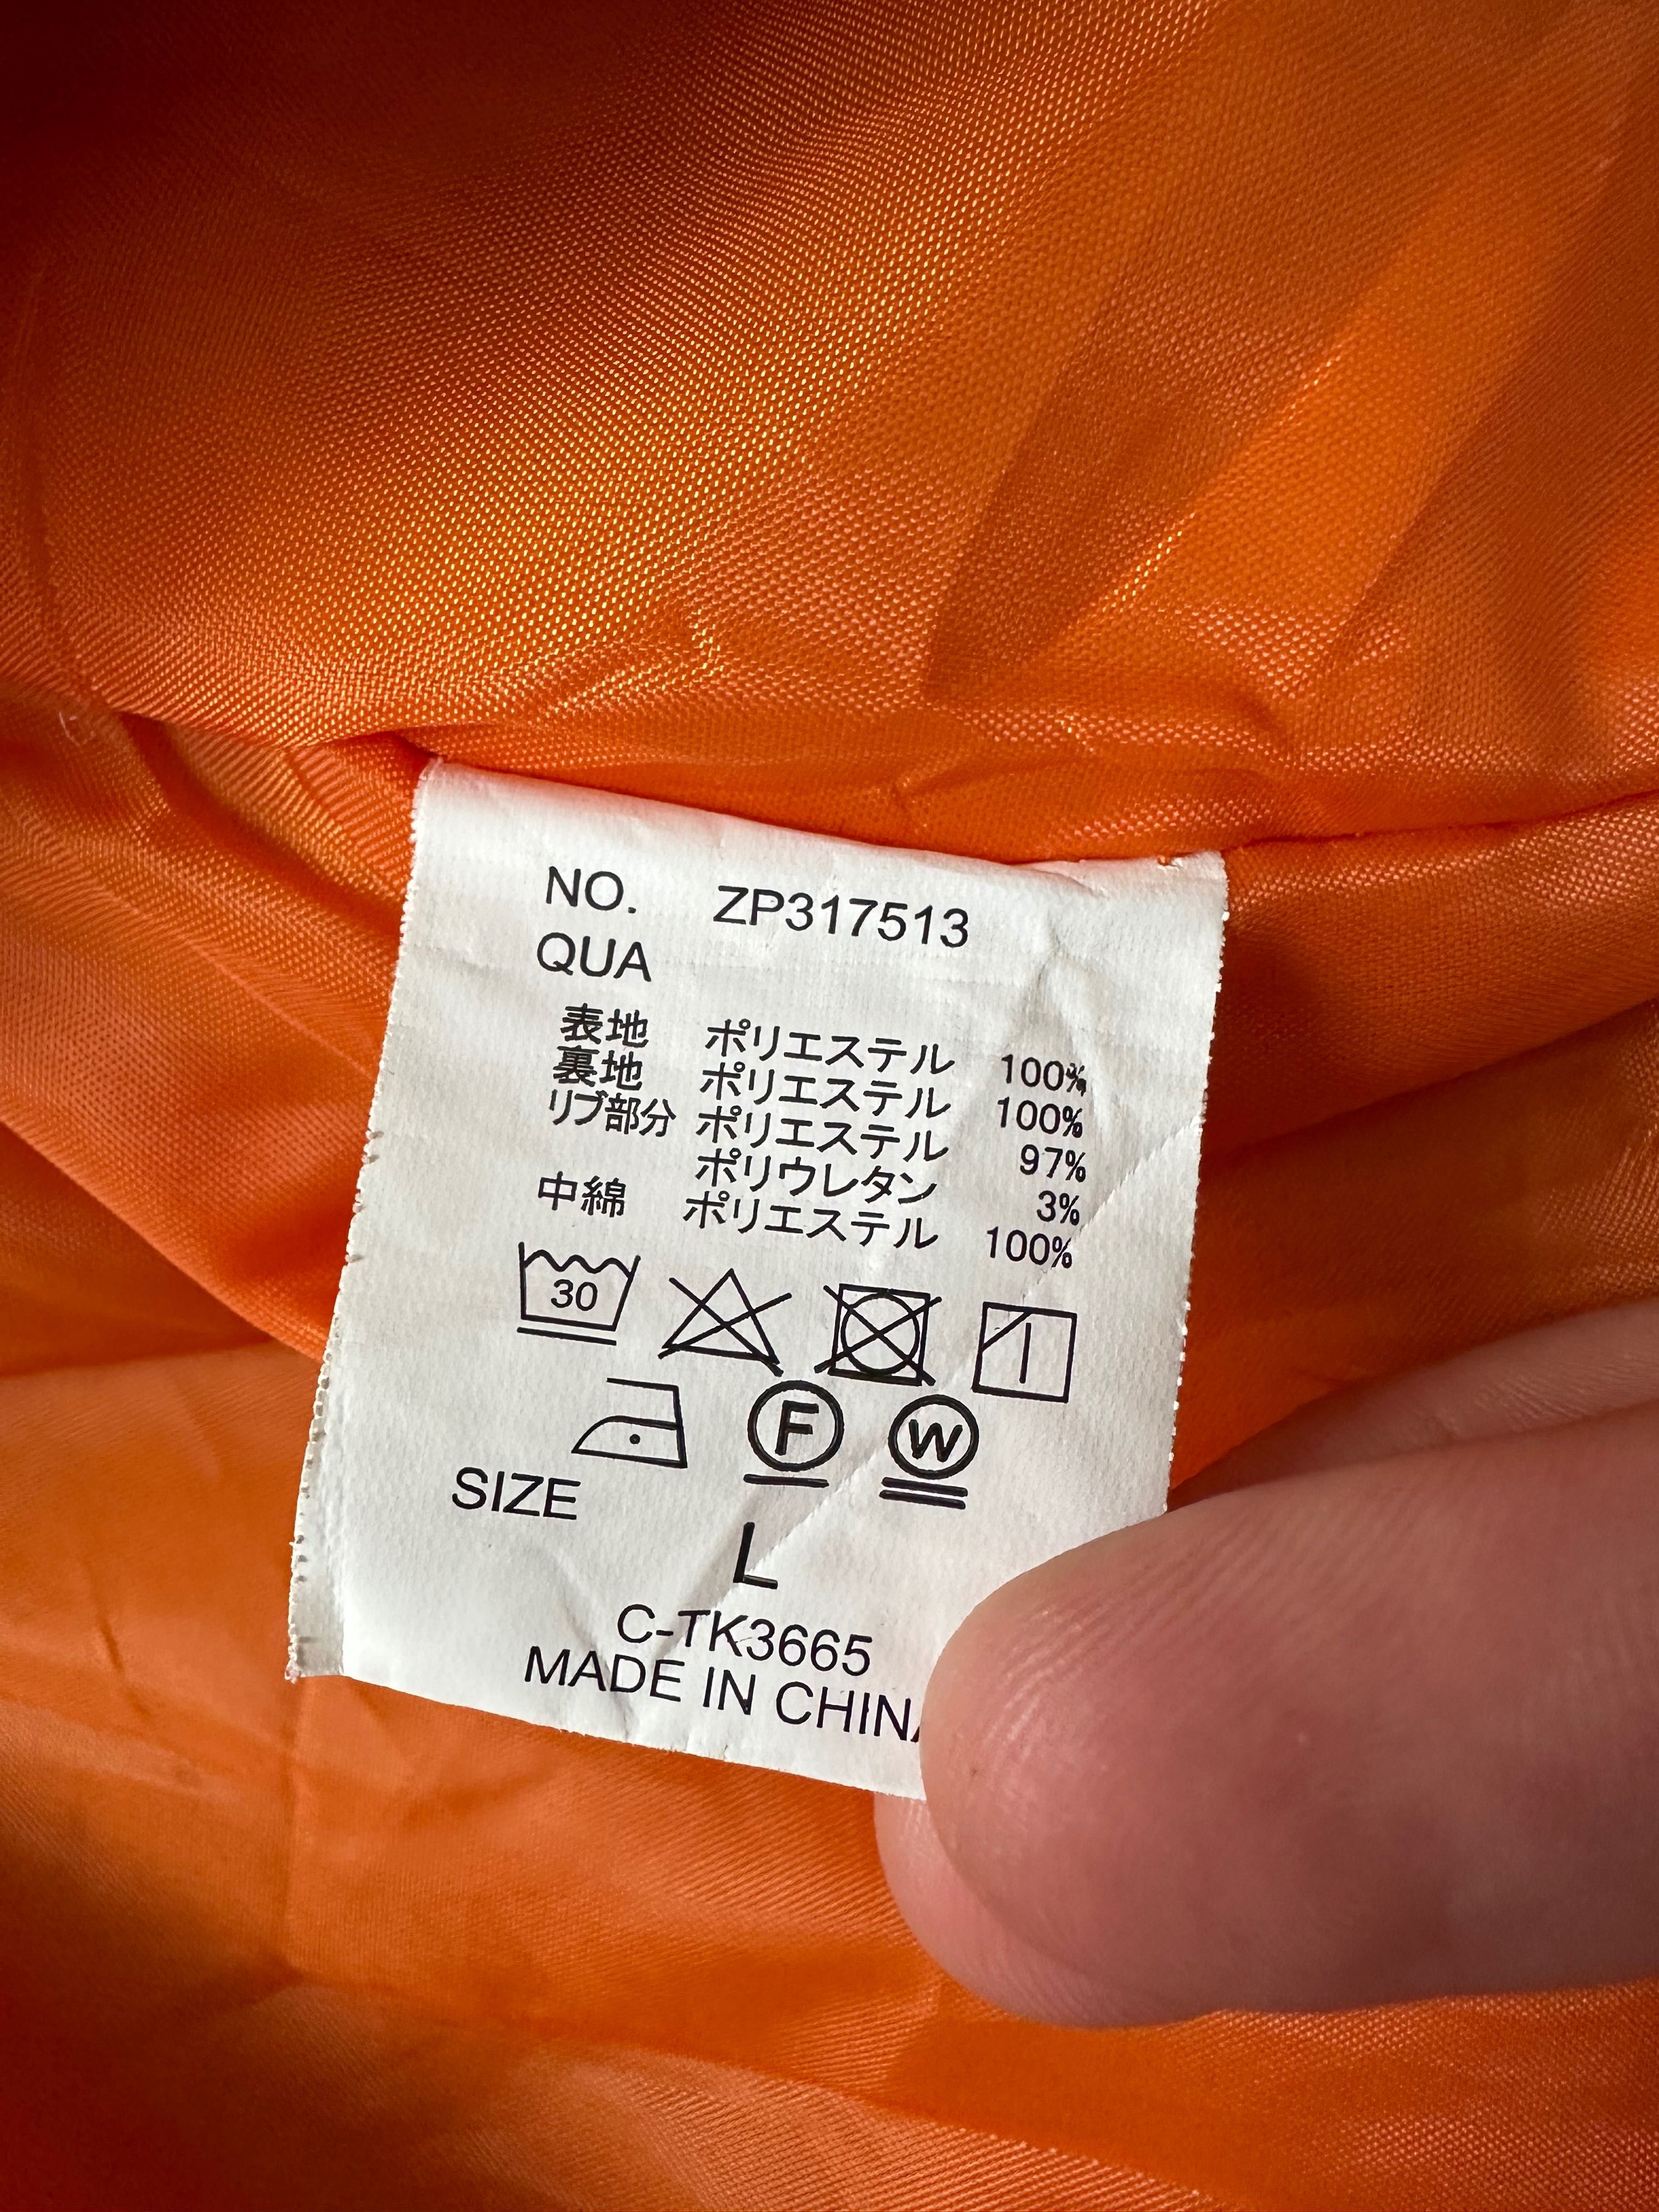 NO. ZP317513
QUA
表地 ポリエステル 100%
裏地 ポリエステル 100%
リブ部分 ポリエステル 97%
ポリウレタン 3%
中綿 ポリエステル 100%
30
F W
SIZE
L
C-TK3665
MADE IN CHINA